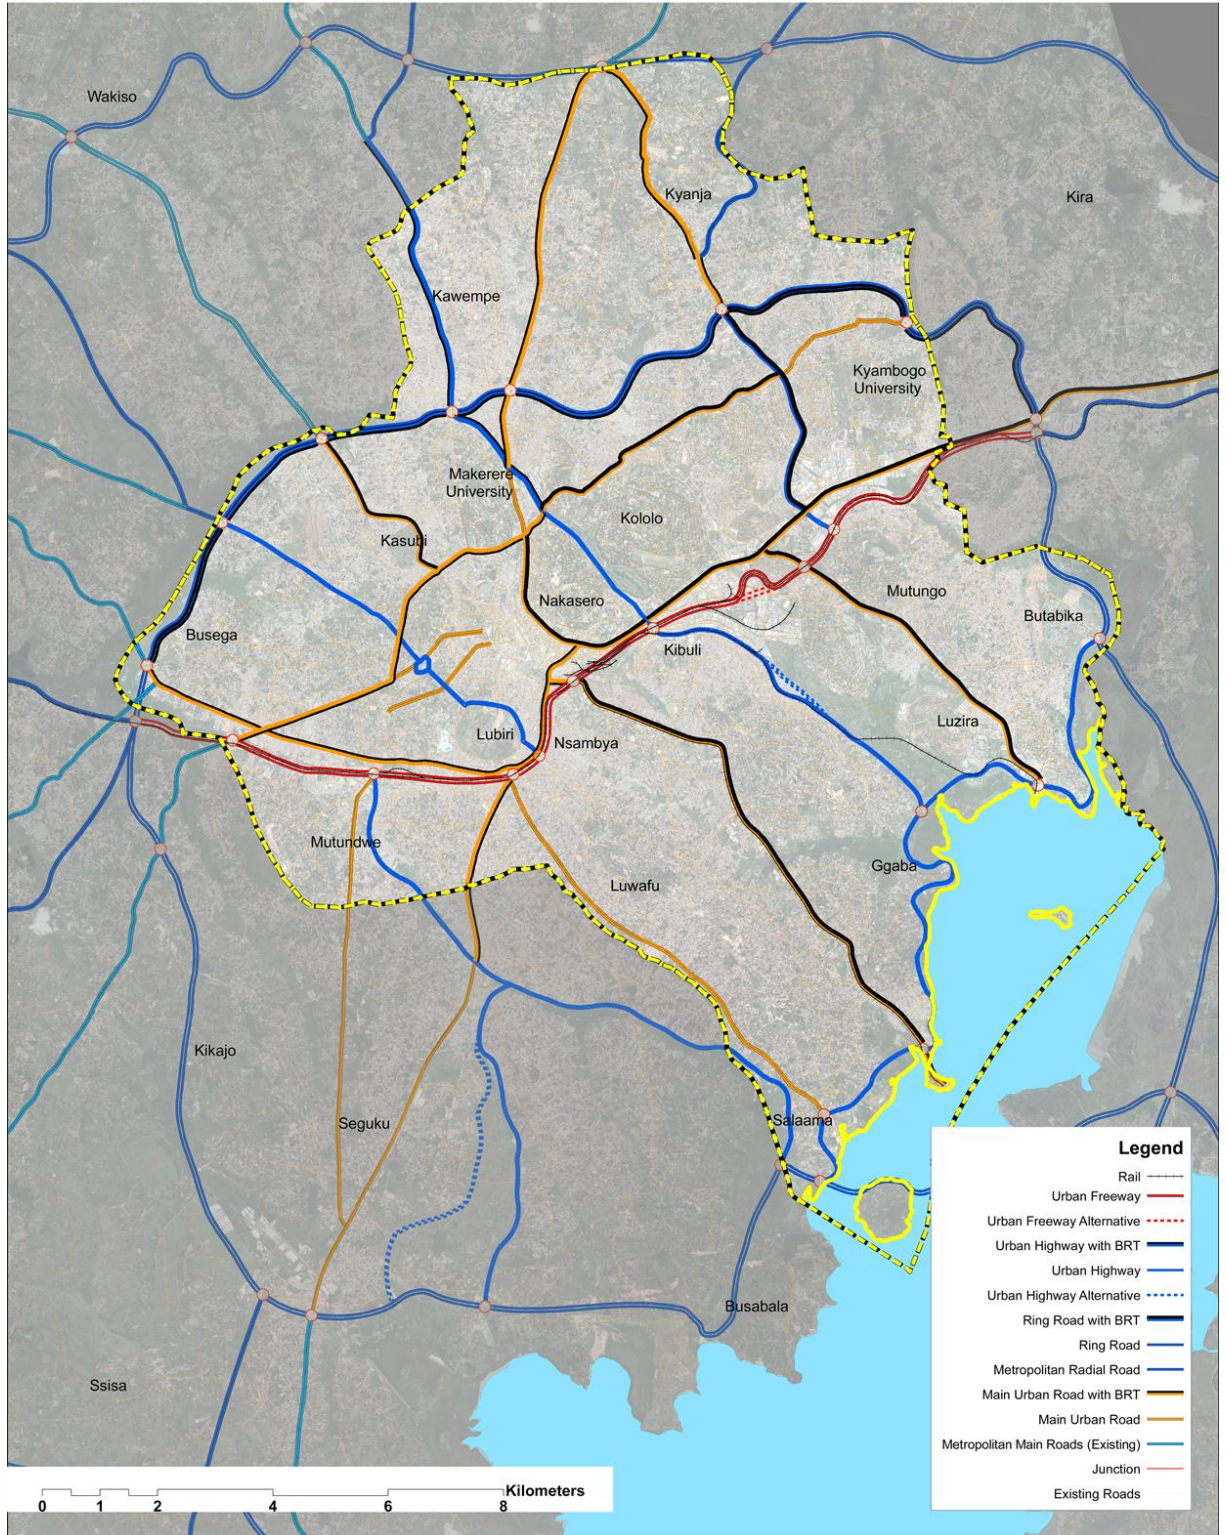 Wakiso
Kira
Kyanja
Kawempe
Kyambogo
University
Makerere
University
Kololo
Kasubi
Nakasero
Mutungo
Butabika
Busega
Kibuli
Lubiri
Nsambya
Luzira
Mutundwe
Ggaba
Luwafu
Kikajo
Seguku
Salaama
Busabala
Ssisa
Legend
Rail
Urban Freeway
Urban Freeway Alternative
Urban Highway with BRT
Urban Highway
Urban Highway Alternative
Ring Road with BRT
Ring Road
Metropolitan Radial Road
Main Urban Road with BRT
Main Urban Road
Metropolitan Main Roads (Existing)
Junction
Existing Roads
Kilometers
0 1 2 4 6 8